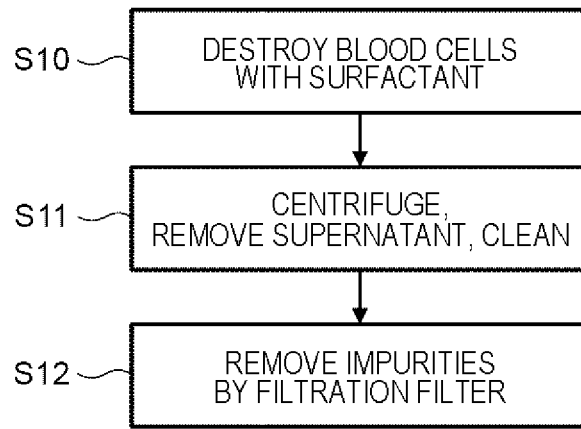 S10
DESTROY BLOOD CELLS
WITH SURFACTANT
S11
CENTRIFUGE,
REMOVE SUPERNATANT, CLEAN
S12
REMOVE IMPURITIES
BY FILTRATION FILTER